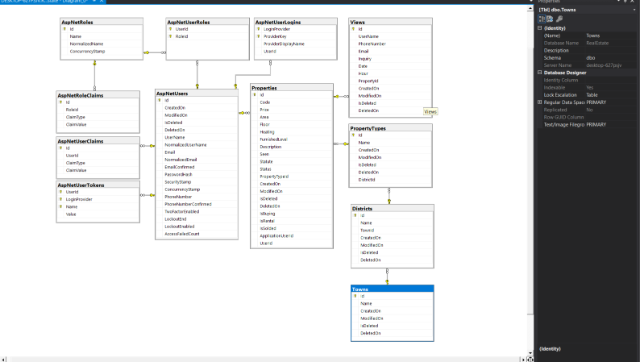 AspNetRoles
Id
Name
NormalizedName
ConcurrencyStamp
AspNetUserRoles
UserId
RoleId
AspNetUserLogins
LoginProvider
ProviderKey
ProviderDisplayName
UserId
Views
Id
UserName
PhoneNumber
Email
Inquiry
Date
Hour
PropertyId
CreatedOn
ModifiedOn
IsDeleted
DeletedOn
Views
AspNetRoleClaims
Id
RoleId
ClaimType
ClaimValue
AspNetUserClaims
Id
UserId
ClaimType
ClaimValue
AspNetUserTokens
UserId
LoginProvider
Name
Value
AspNetUsers
Id
CreatedOn
ModifiedOn
IsDeleted
DeletedOn
UserName
NormalizedUserName
Email
NormalizedEmail
EmailConfirmed
PasswordHash
SecurityStamp
ConcurrencyStamp
PhoneNumber
PhoneNumberConfirmed
TwoFactorEnabled
LockoutEnd
LockoutEnabled
AccessFailedCount
Properties
Id
Code
Price
Area
Floor
Heating
FurnishedLevel
Description
Status
PropertyTypeId
CreatedOn
ModifiedOn
IsDeleted
DeletedOn
IsRental
ApplicationUserId
UserId
PropertyTypes
Id
Name
CreatedOn
ModifiedOn
IsDeleted
DeletedOn
DistrictId
Districts
Id
Name
TownId
CreatedOn
ModifiedOn
IsDeleted
DeletedOn
Towns
Id
Name
CreatedOn
ModifiedOn
IsDeleted
DeletedOn
Properties
[Tbl] dbo.Towns
(Identity)
(Name) Towns
Database Name RealEstate
Description
Schema dbo
Server Name
Database Designer
Identity Column
Indexable Yes
Lock Escalation Table
Regular Data Space PRIMARY
Replicated No
Row GUID Column
Text/Image Filegro PRIMARY
(Identity)